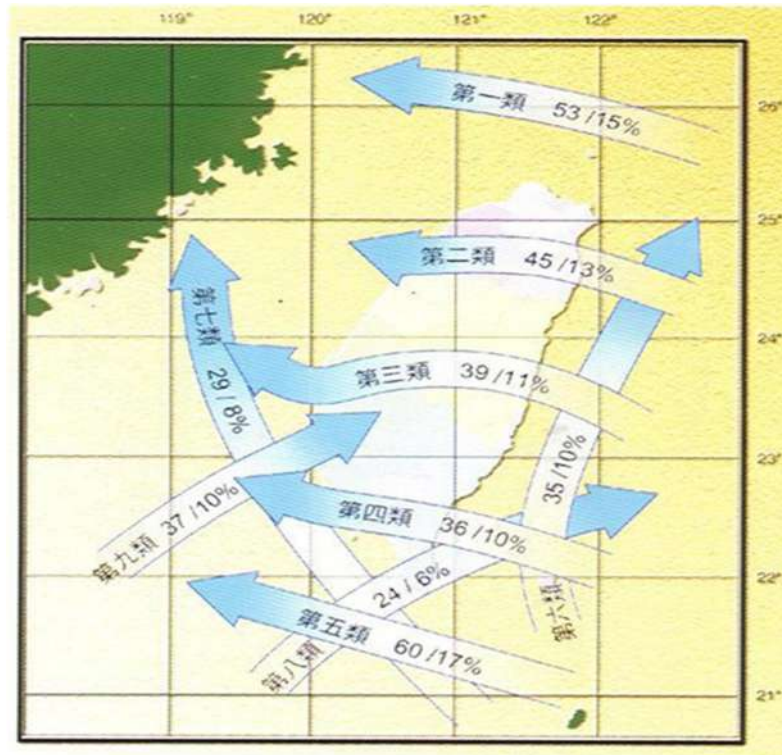 119° 120° 121° 122°
第一類 53/15%
26°
25°
第二類 45/13%
第七類 29/8%
24°
第三類 39/11%
35/10%
23°
第九類 37/10%
第四類 36/10%
22°
24/6%
第六類
第五類 60/17%
第八類
21°